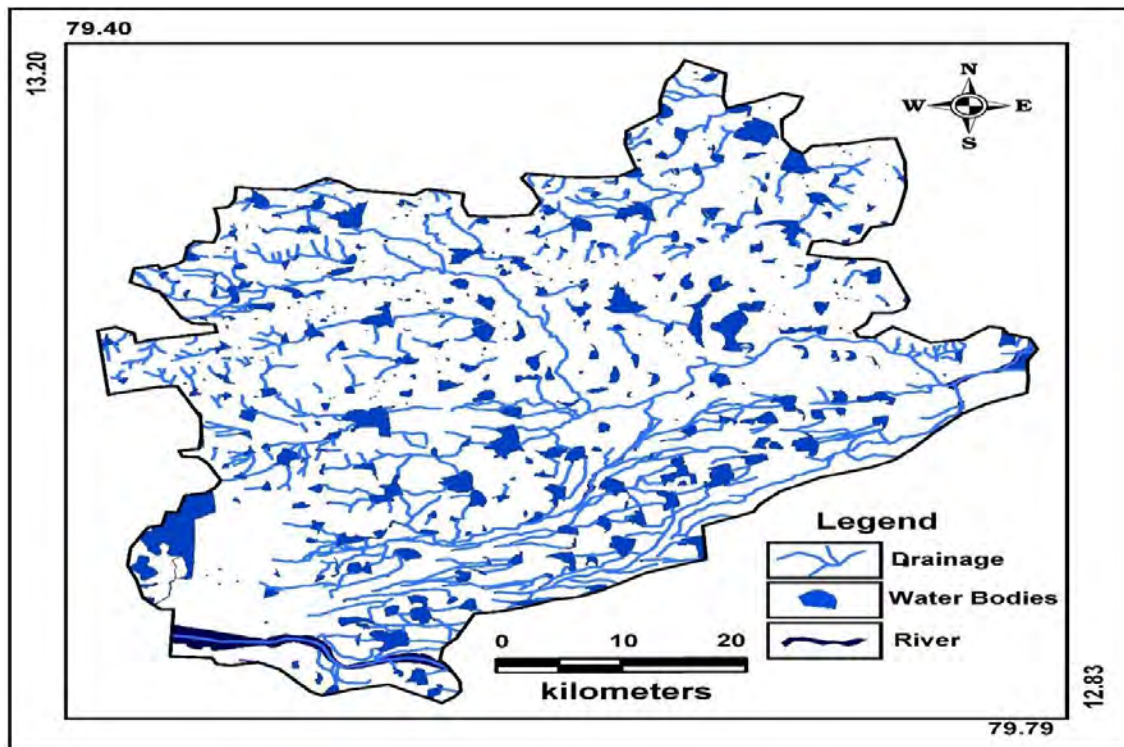 79.40
13.20
N
W E
S
Legend
Drainage
Water Bodies
River
0 10 20
kilometers
12.83
79.79